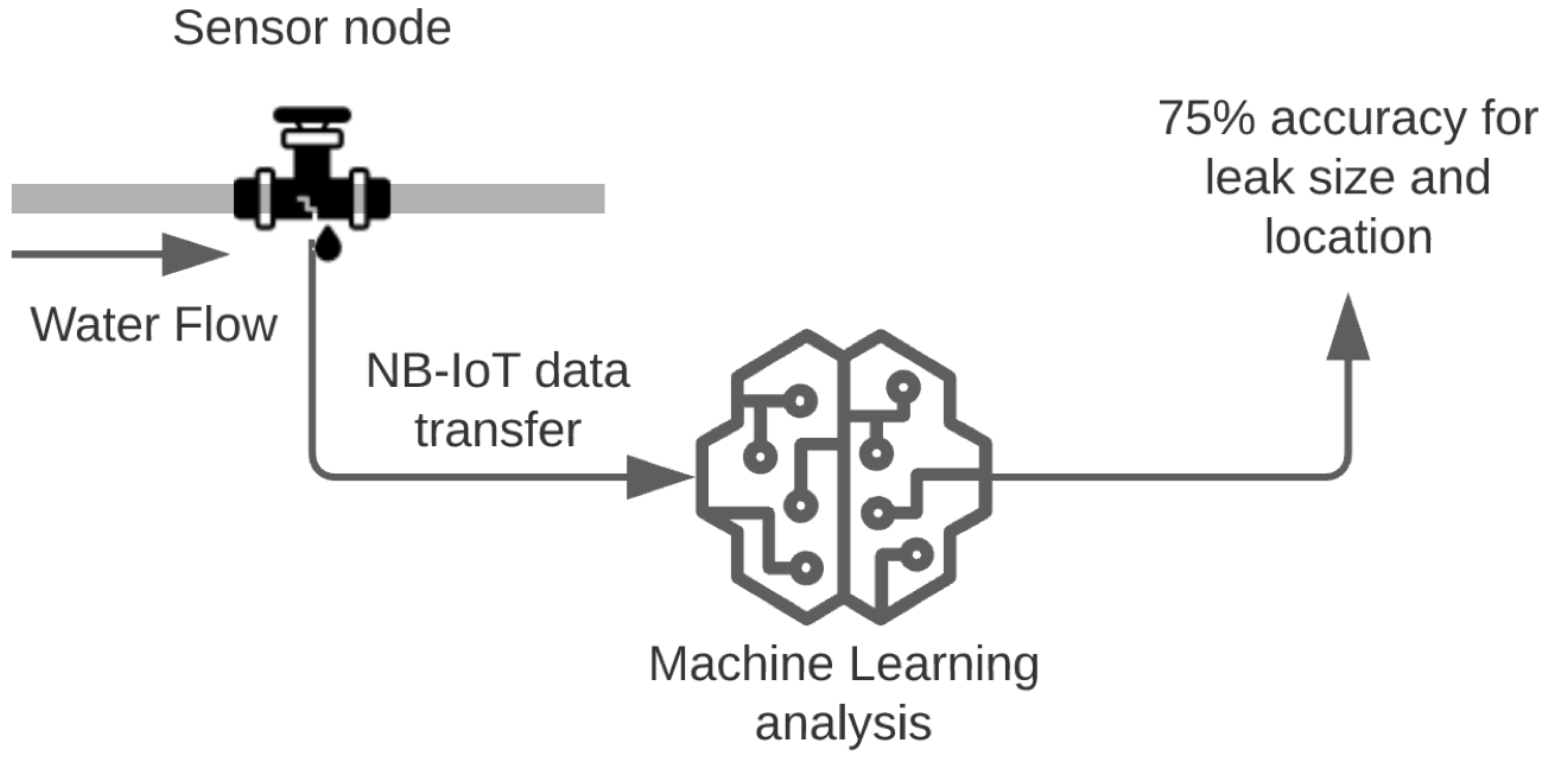 Sensor node
75% accuracy for
leak size and
location
Water Flow
NB-IoT data
transfer
Machine Learning
analysis